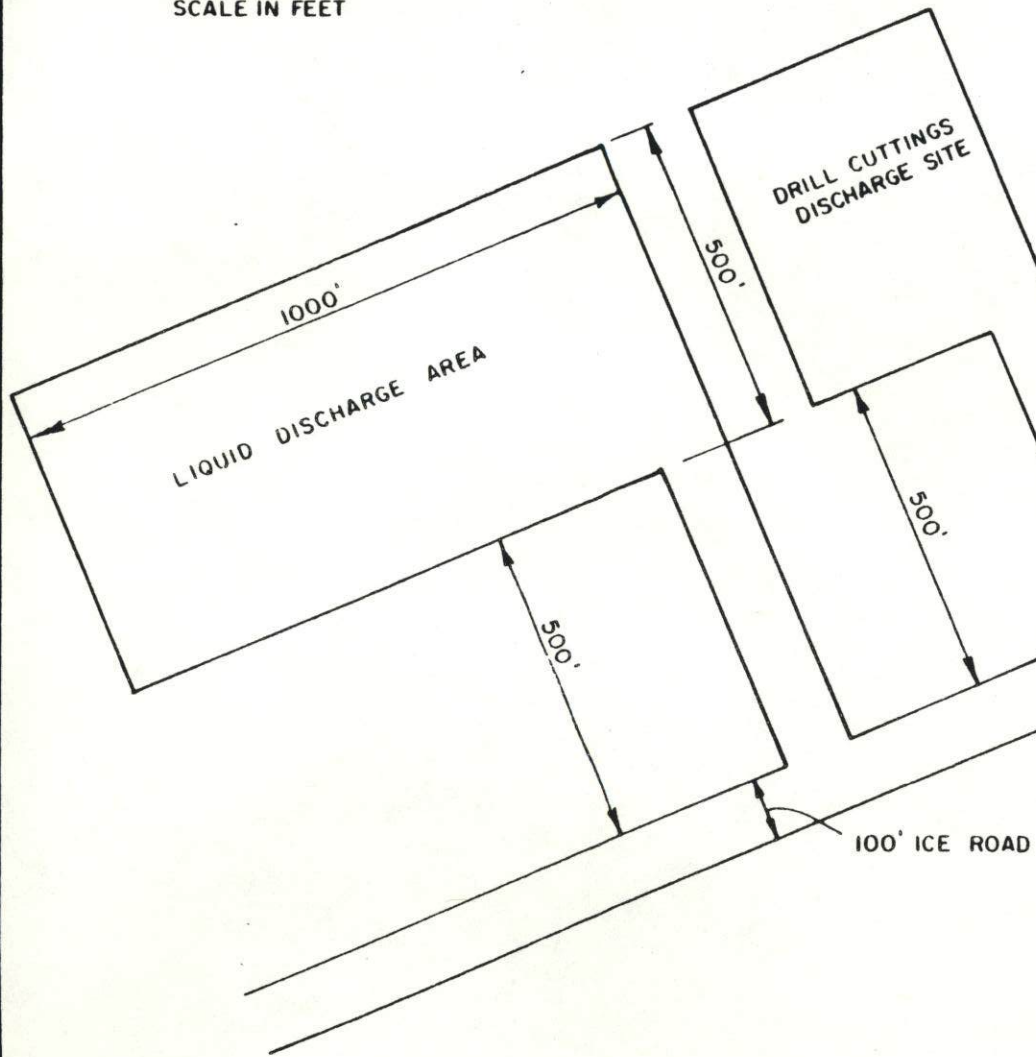 SCALE IN FEET
DRILL CUTTINGS
DISCHARGE SITE
500'
1000'
LIQUID DISCHARGE AREA
500'
500'
100' ICE ROAD